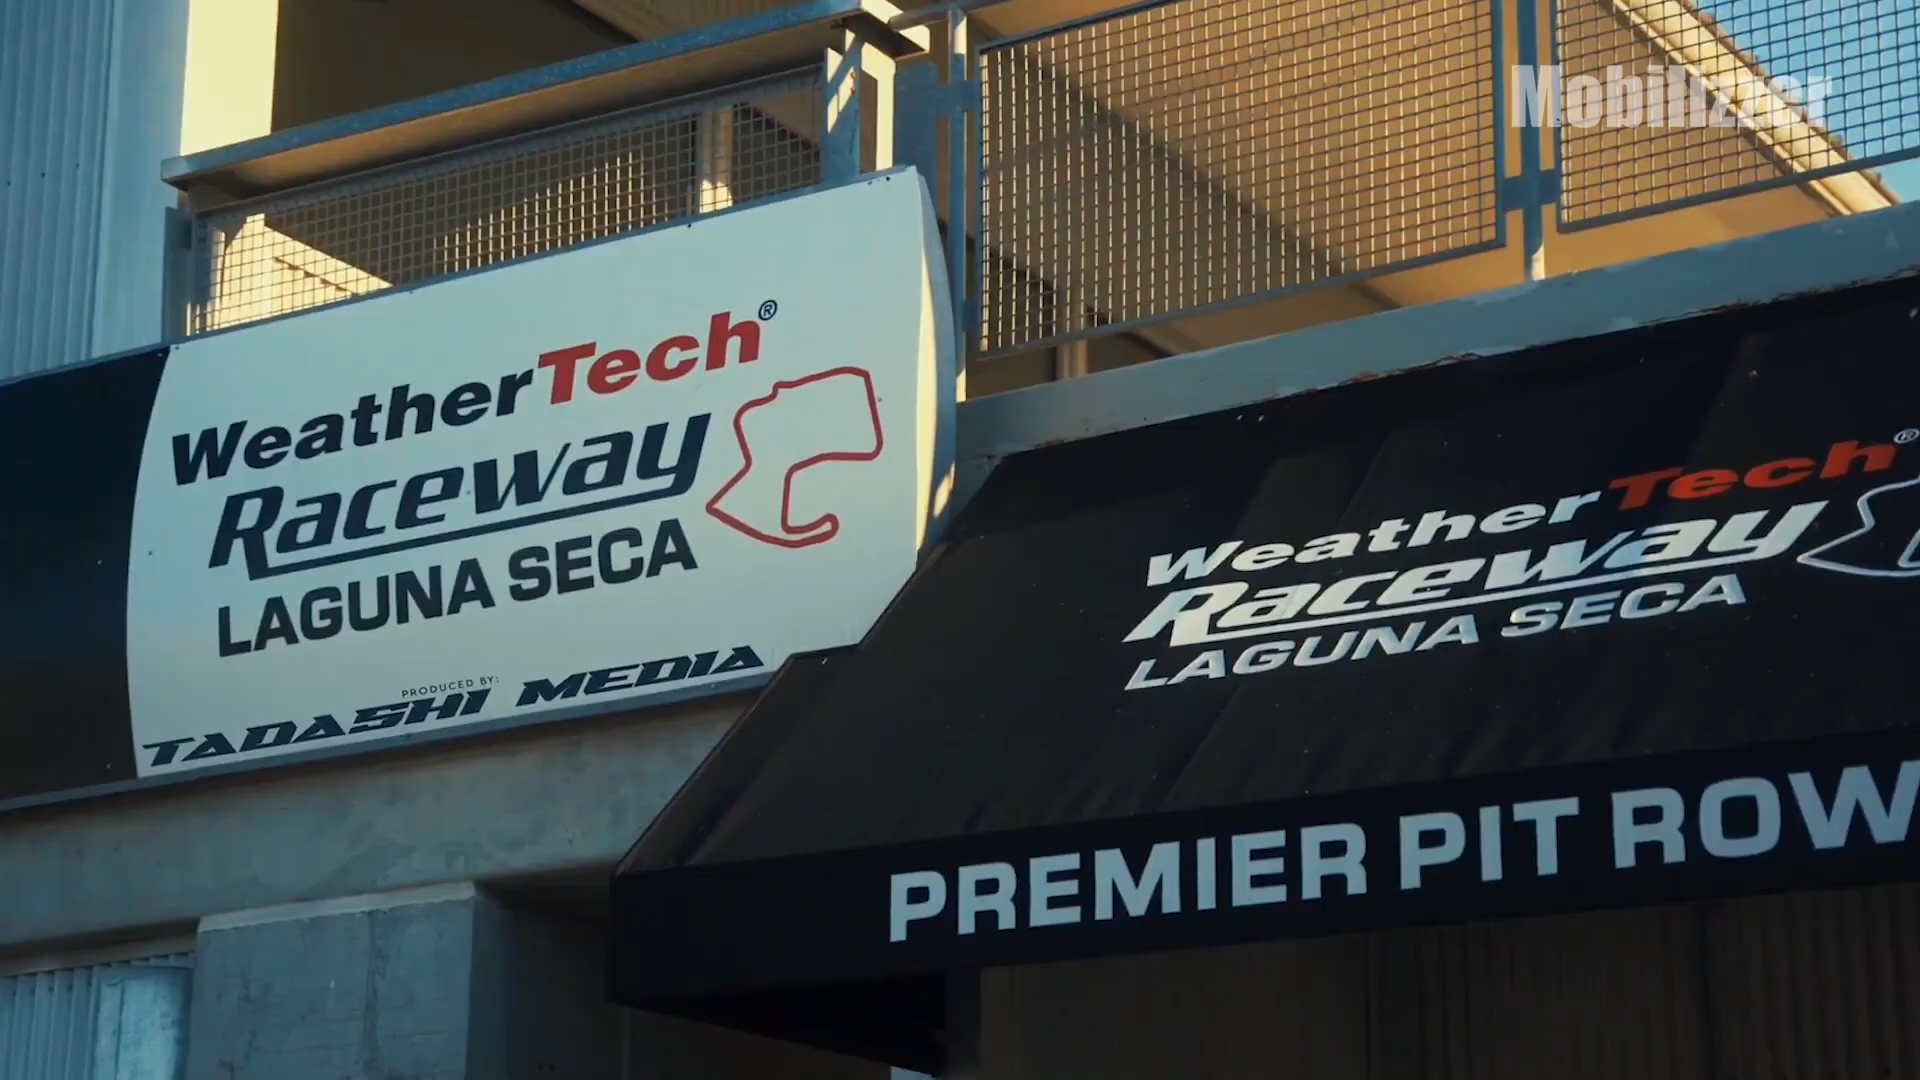 Mobilizzer
WeatherTech®
Raceway
LAGUNA SECA
PRODUCED BY:
TADASHI MEDIA
WeatherTech®
Raceway
LAGUNA SECA
PREMIER PIT ROW